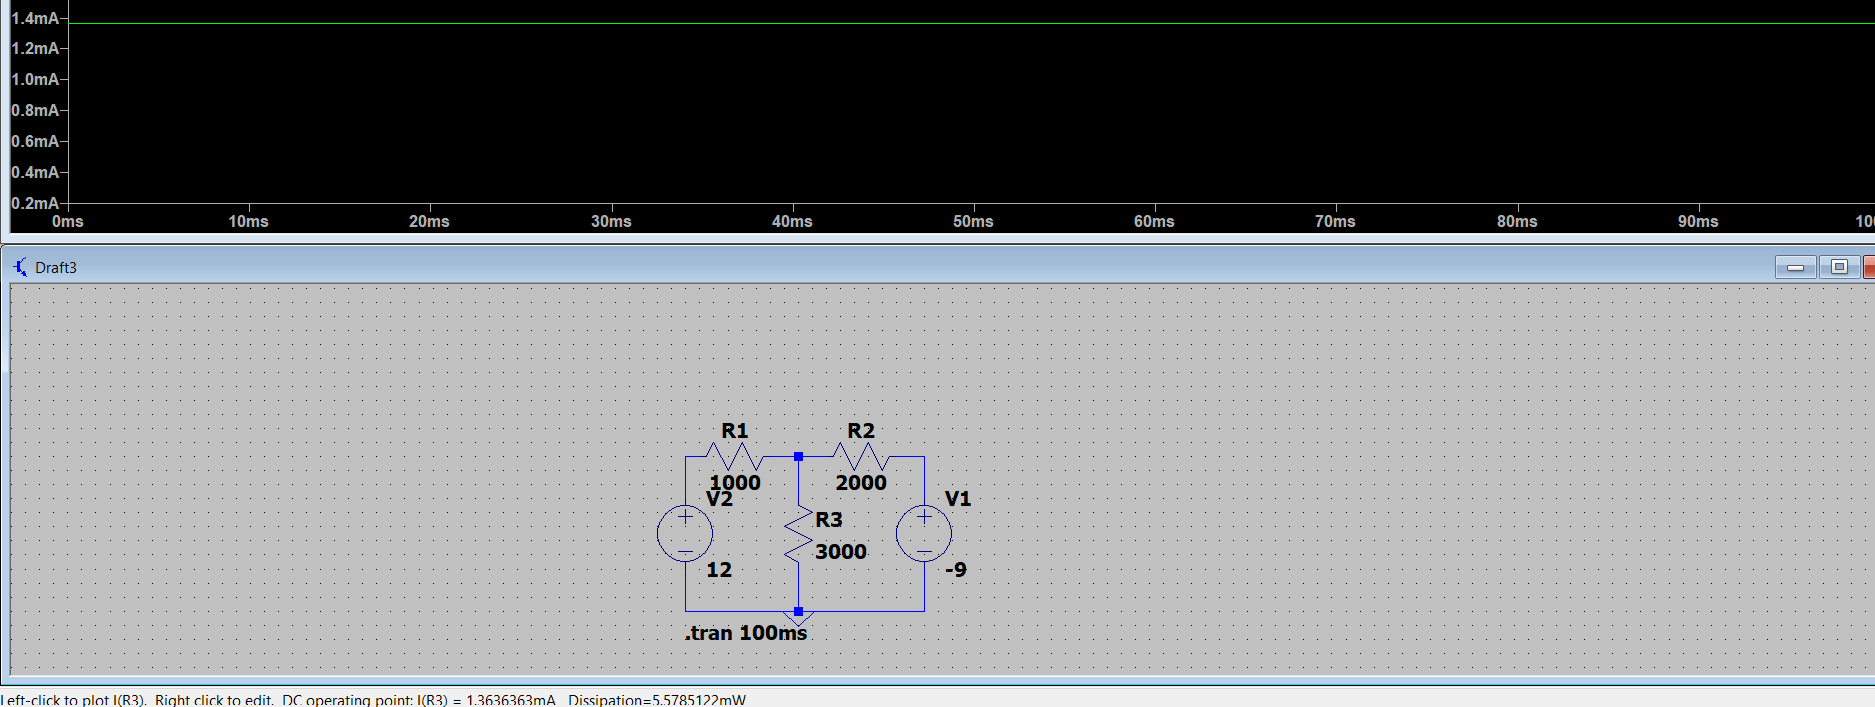 1.4mA
1.2mA
1.0mA
0.8mA
0.6mA
0.4mA
0.2mA
0ms 10ms 20ms 30ms 40ms 50ms 60ms 70ms 80ms 90ms 100
Draft3
R1 R2
1000 2000
V2 V1
R3
3000
12 -9
.tran 100ms
Left-click to plot I(R3). Right click to edit. DC operating point: I(R3) = 1.3636363mA Dissipation=5.5785122mW